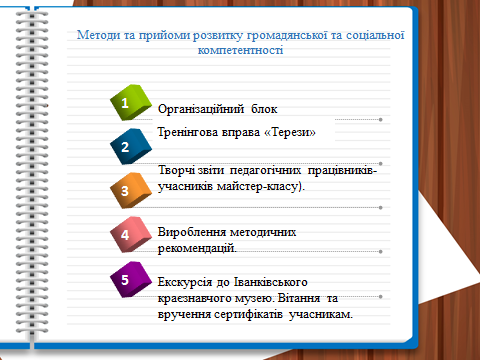 Методи та прийоми розвитку громадянської та соціальної
компетентності
1
Організаційний блок
2
Тренінгова вправа «Терези»
3
Творчі звіти педагогічних працівників-
учасників майстер-класу).
4
Вироблення методичних
рекомендацій.
5
Екскурсія до Іванківського
краєзнавчого музею. Вітання та
вручення сертифікатів учасникам.